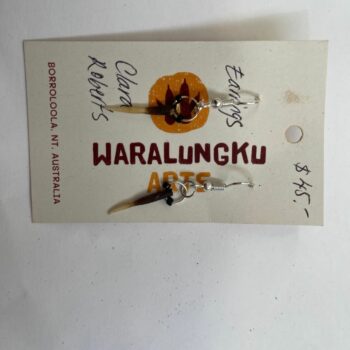 Earrings
Clara
Roberts
WARALUNGKU
ARTS
BORROLOOLA, NT. AUSTRALIA
$45.-